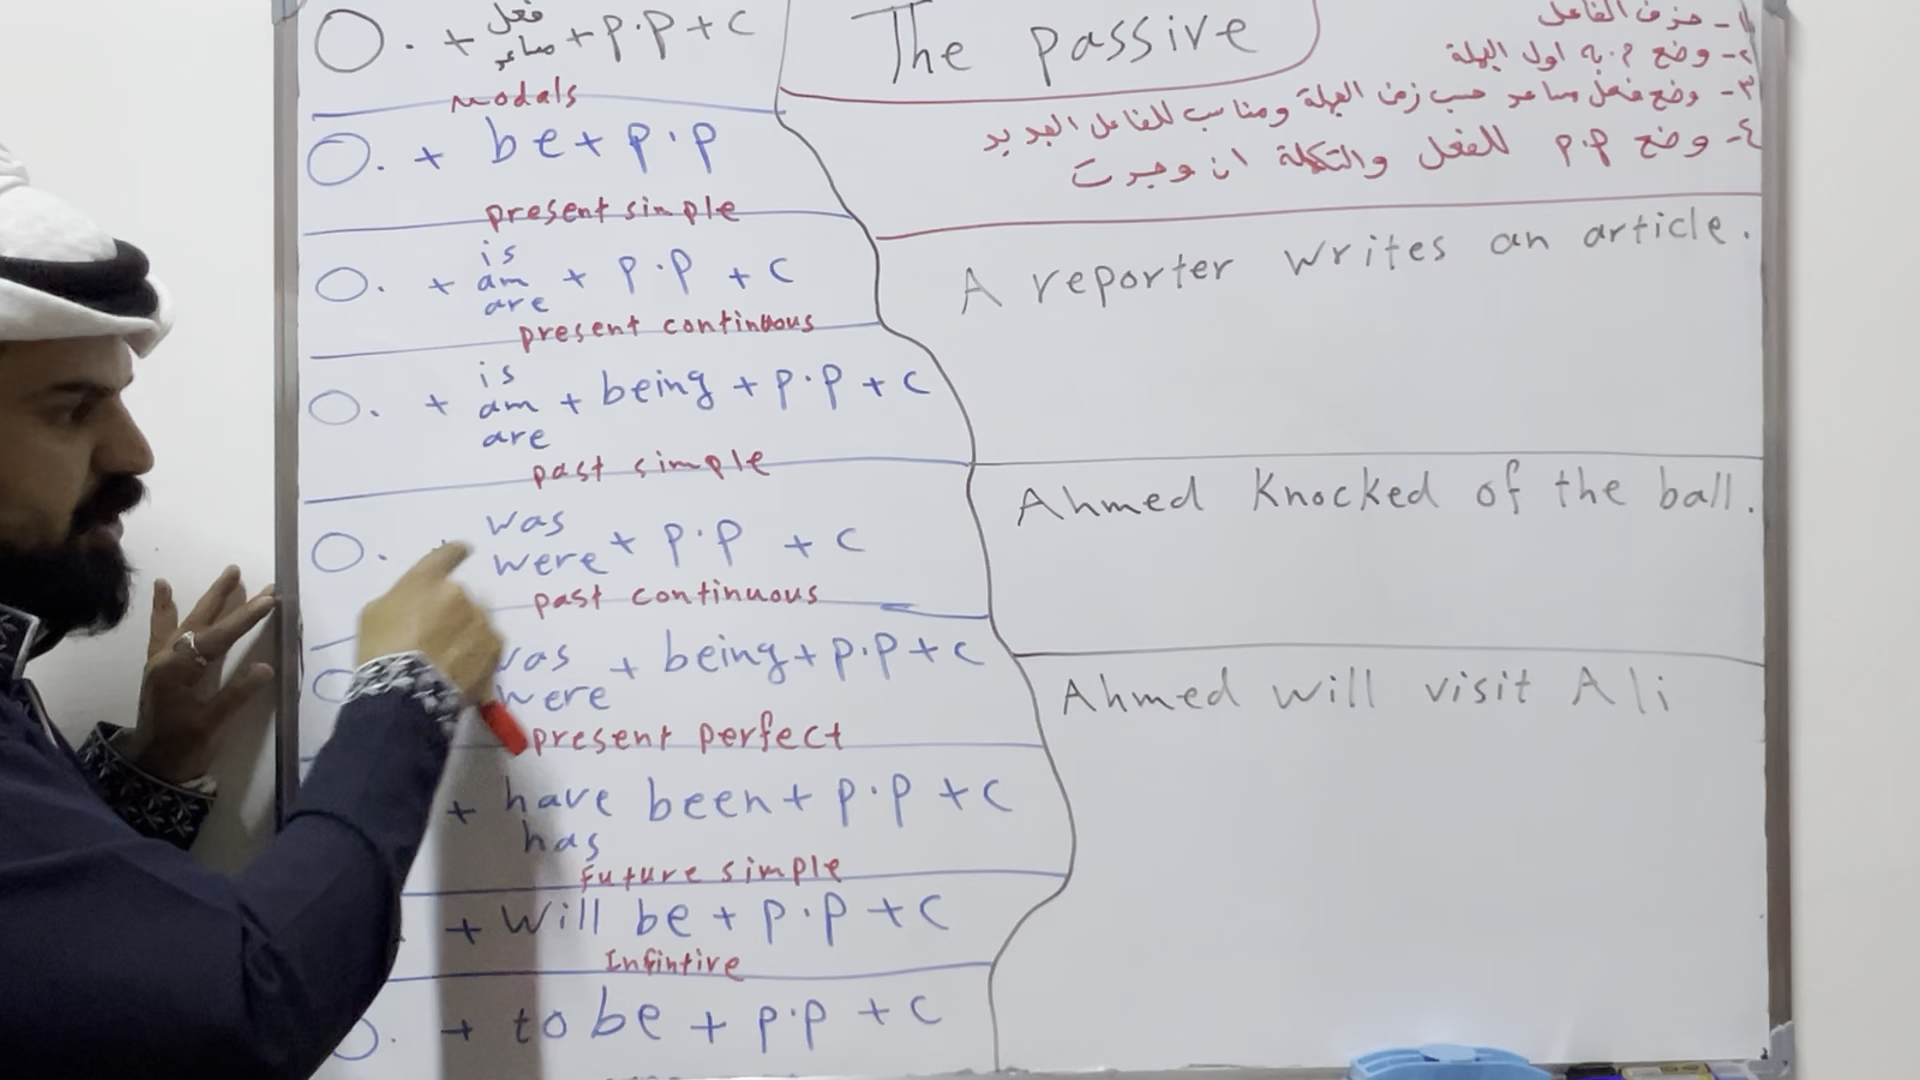 O. + فعل مساعد + p.p + c
modals
O. + be + p.p
present simple
O. + is am are + p.p + c
present continuous
O. + is am are + being + p.p + c
past simple
O. + was were + p.p + c
past continuous
was were + being + p.p + c
present perfect
+ have has been + p.p + c
Future simple
+ will be + p.p + c
Infintive
O. + to be + p.p + c
The passive
١- حذف الفاعل
٢- وضع م.به اول الجملة
٣- وضع فعل مساعد حسب زمن الجملة ومناسب للفاعل الجديد
٤- وضع p.p للفعل والتكملة ان وجدت
A reporter writes an article.
Ahmed Knocked of the ball.
Ahmed will visit Ali